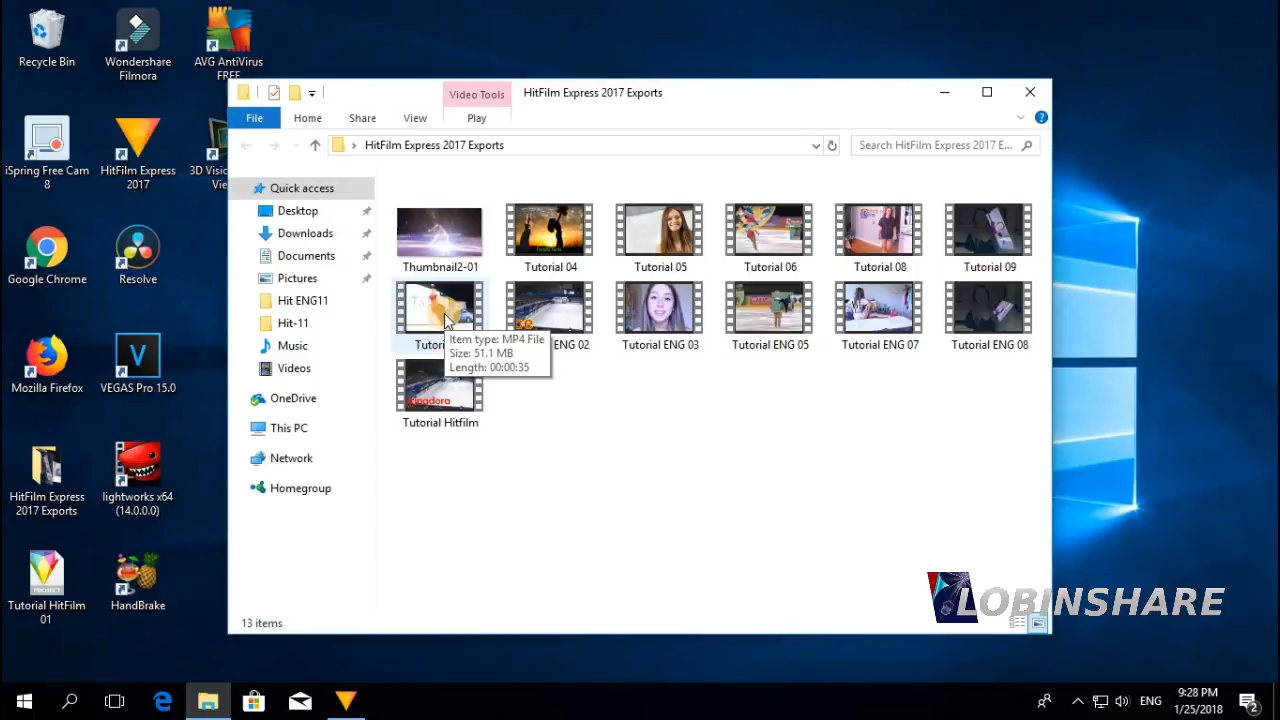 Recycle Bin
Wondershare
Filmora
AVG AntiVirus
FREE
iSpring Free Cam
8
HitFilm Express
2017
3D Vision
Google Chrome
Resolve
Mozilla Firefox
VEGAS Pro 15.0
HitFilm Express
2017 Exports
lightworks x64
(14.0.0.0)
Tutorial HitFilm
01
HandBrake
PROJECT
Video Tools
HitFilm Express 2017 Exports
File
Home
Share
View
Play
HitFilm Express 2017 Exports
Search HitFilm Express 2017 E...
Quick access
Desktop
Downloads
Documents
Pictures
Hit ENG11
Hit-11
Music
Videos
OneDrive
This PC
Network
Homegroup
Thumbnail2-01
Tutorial 04
Tutorial 05
Tutorial 06
Tutorial 08
Tutorial 09
ENG 02
Tutorial ENG 03
Tutorial ENG 05
Tutorial ENG 07
Tutorial ENG 08
Item type: MP4 File
Size: 51.1 MB
Length: 00:00:35
Tutorial Hitfilm
13 items
LOBINSHARE
ENG
9:28 PM
1/25/2018
2